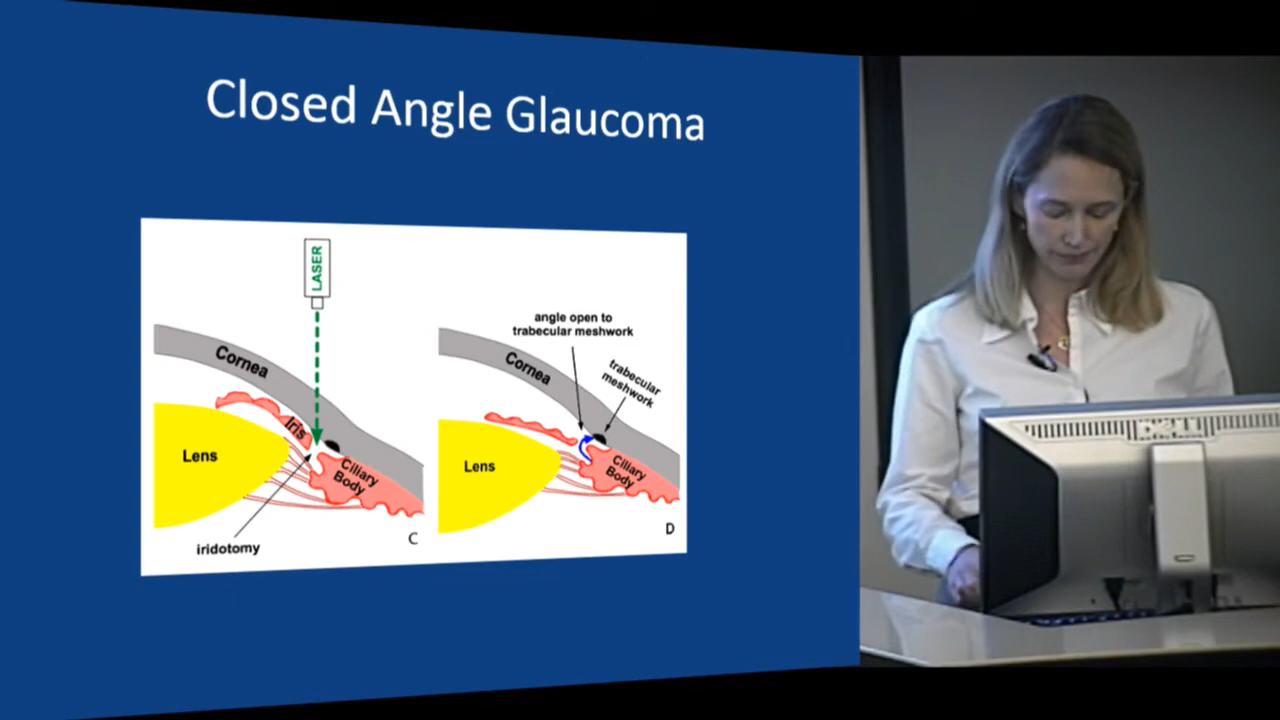 Closed Angle Glaucoma
LASER
Cornea
Iris
Lens
Ciliary
Body
iridotomy
C
angle open to
trabecular meshwork
trabecular
meshwork
Cornea
Lens
Ciliary
Body
D